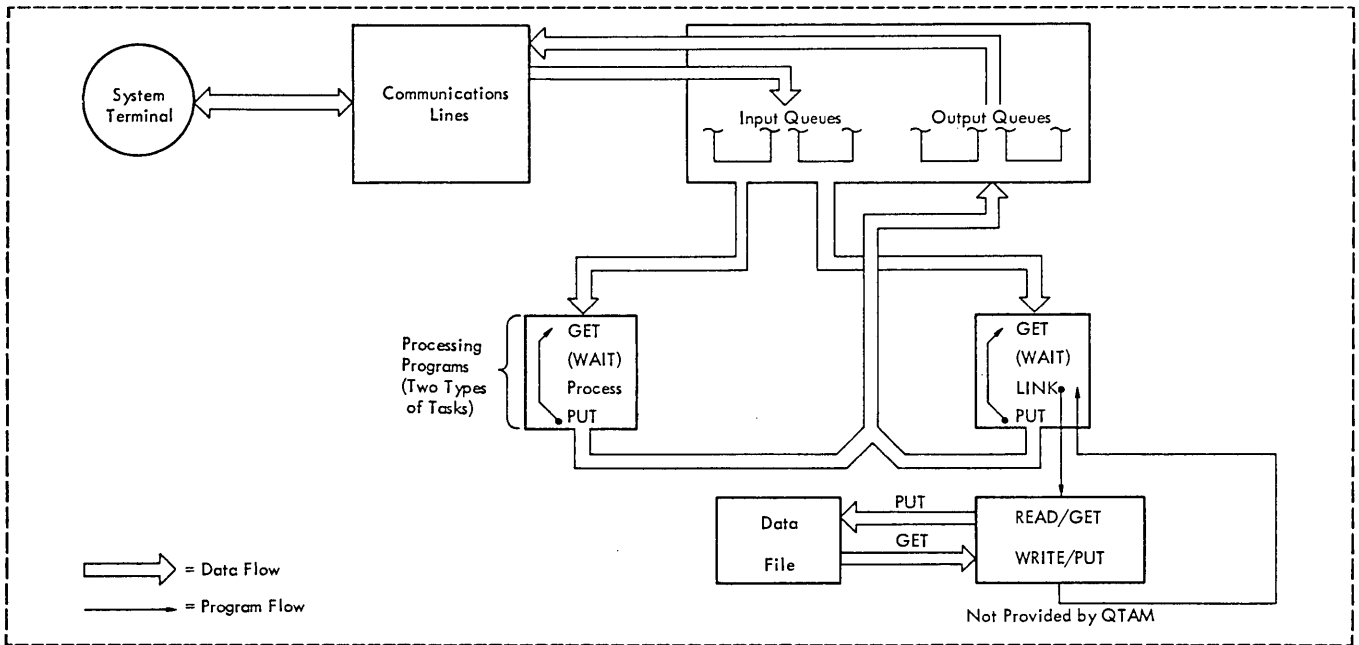 System
Terminal
Communications
Lines
Input Queues
Output Queues
Processing
Programs
(Two Types
of Tasks)
GET
(WAIT)
Process
PUT
GET
(WAIT)
LINK
PUT
Data
File
PUT
GET
READ/GET
WRITE/PUT
Not Provided by QTAM
= Data Flow
= Program Flow